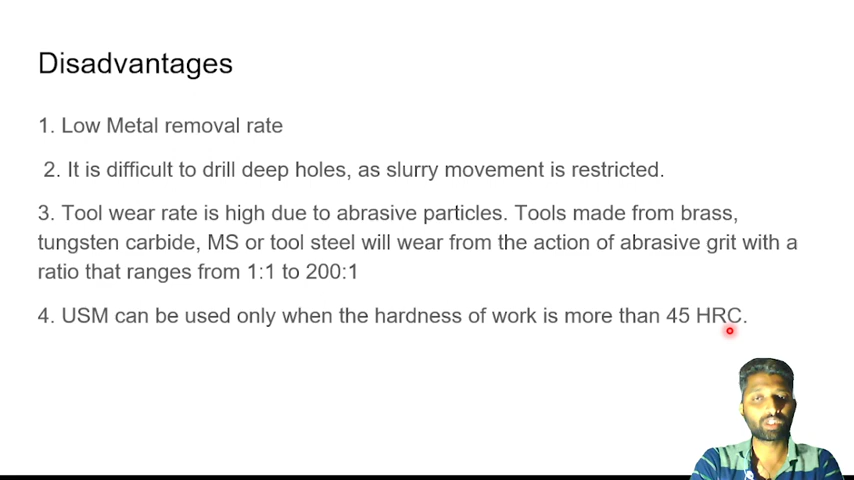 Disadvantages
1. Low Metal removal rate
2. It is difficult to drill deep holes, as slurry movement is restricted.
3. Tool wear rate is high due to abrasive particles. Tools made from brass,
tungsten carbide, MS or tool steel will wear from the action of abrasive grit with a
ratio that ranges from 1:1 to 200:1
4. USM can be used only when the hardness of work is more than 45 HRC.